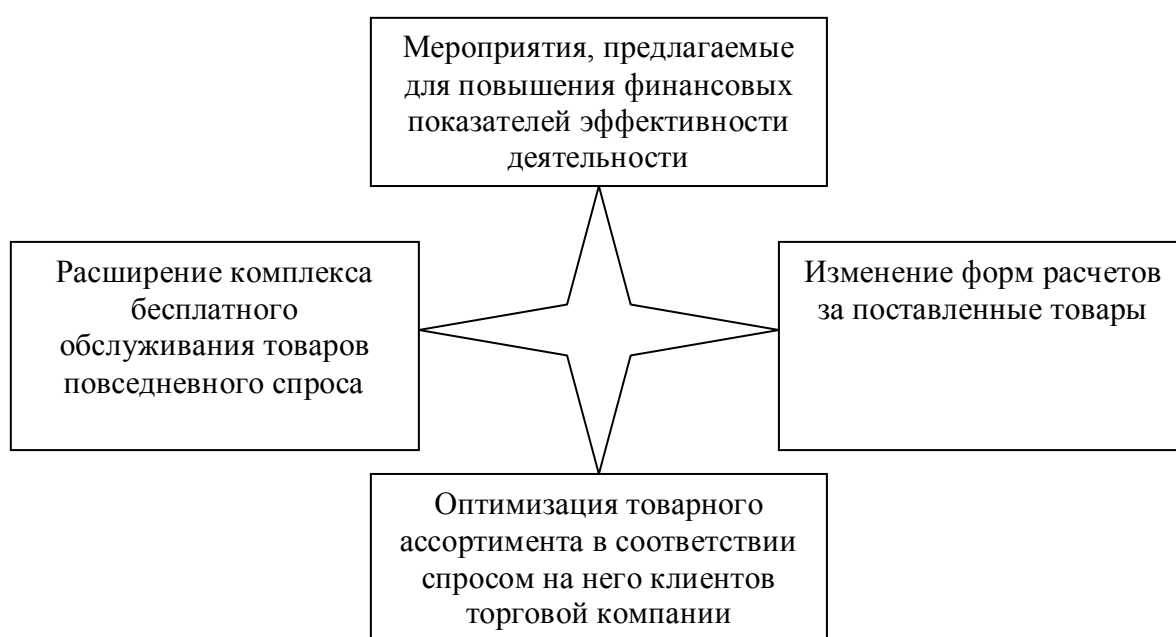 Мероприятия, предлагаемые
для повышения финансовых
показателей эффективности
деятельности
Расширение комплекса
бесплатного
обслуживания товаров
повседневного спроса
Изменение форм расчетов
за поставленные товары
Оптимизация товарного
ассортимента в соответствии
спросом на него клиентов
торговой компании